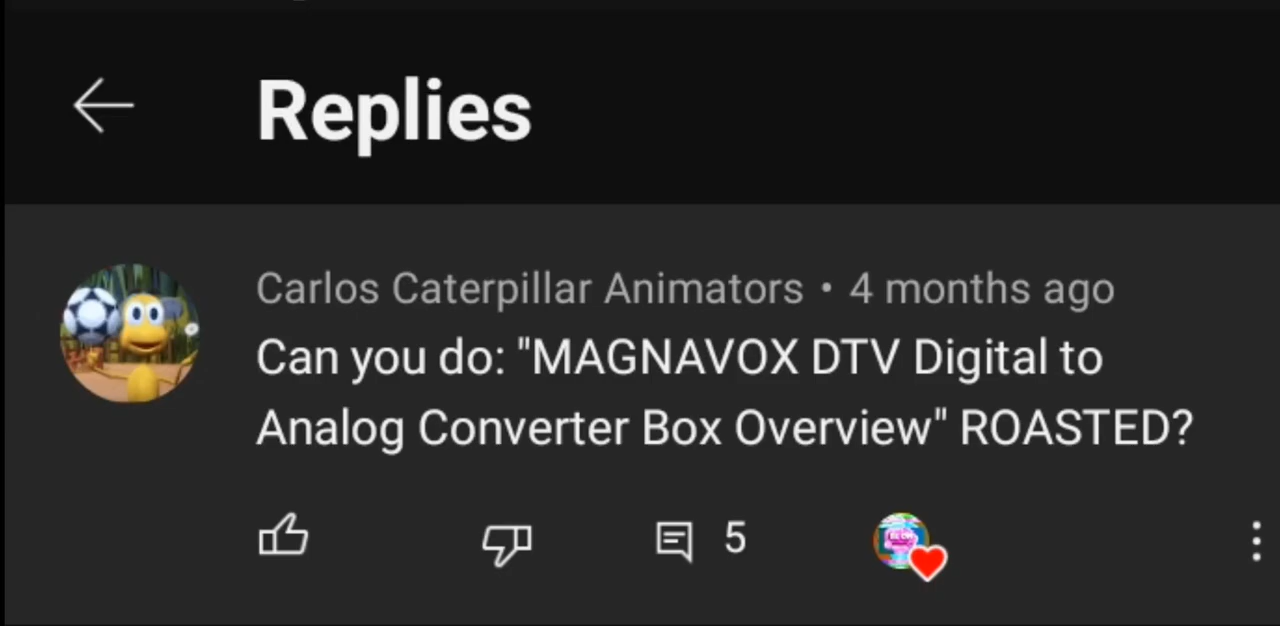 Replies
Carlos Caterpillar Animators • 4 months ago
Can you do: "MAGNAVOX DTV Digital to
Analog Converter Box Overview" ROASTED?
5